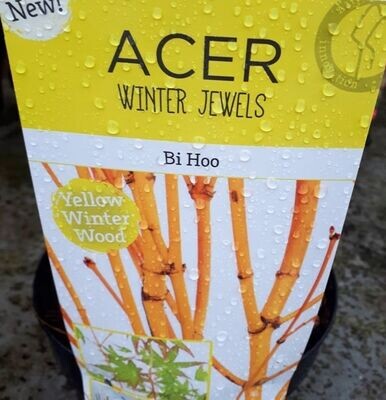 New!
ACER
WINTER JEWELS
Bi Hoo
Yellow
Winter
Wood